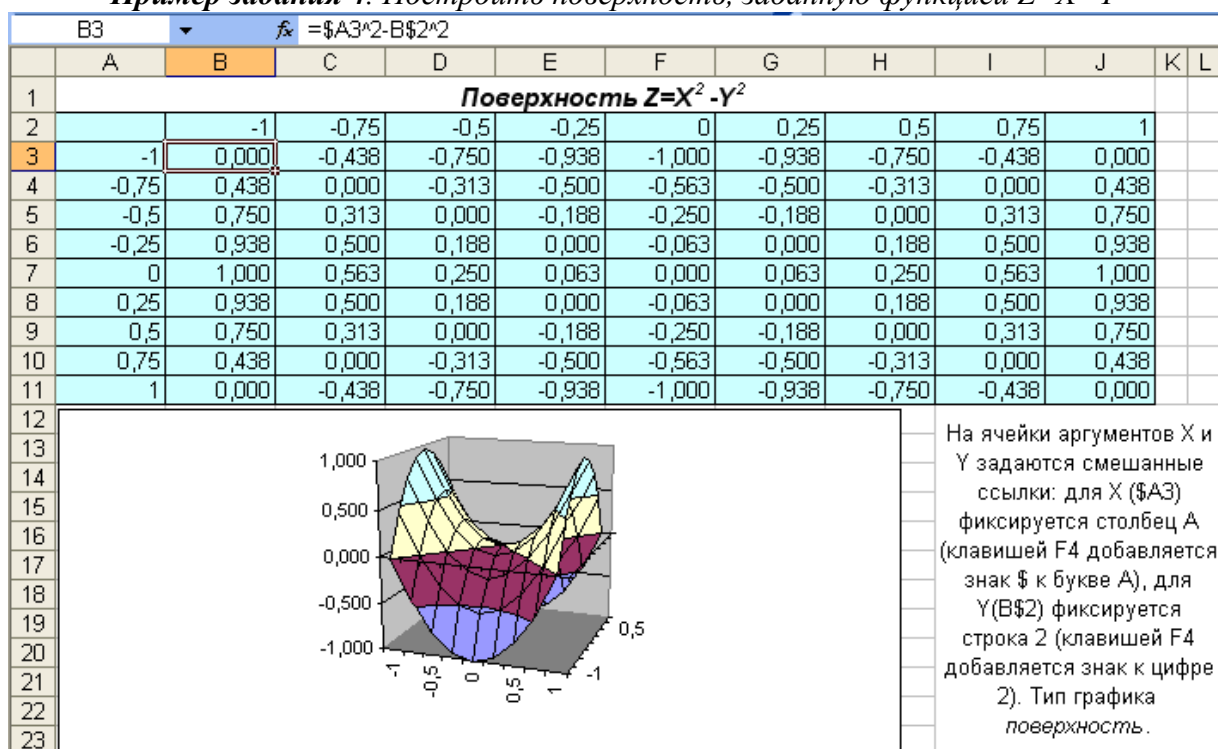 Пример задания 4. Построить поверхность, заданную функцией
B3 fx =$A3^2-B$2^2
A B C D E F G H I J K L
1 Поверхность Z=X² -Y²
2 -1 -0,75 -0,5 -0,25 0 0,25 0,5 0,75 1
3 -1 0,000 -0,438 -0,750 -0,938 -1,000 -0,938 -0,750 -0,438 0,000
4 -0,75 0,438 0,000 -0,313 -0,500 -0,563 -0,500 -0,313 0,000 0,438
5 -0,5 0,750 0,313 0,000 -0,188 -0,250 -0,188 0,000 0,313 0,750
6 -0,25 0,938 0,500 0,188 0,000 -0,063 0,000 0,188 0,500 0,938
7 0 1,000 0,563 0,250 0,063 0,000 0,063 0,250 0,563 1,000
8 0,25 0,938 0,500 0,188 0,000 -0,063 0,000 0,188 0,500 0,938
9 0,5 0,750 0,313 0,000 -0,188 -0,250 -0,188 0,000 0,313 0,750
10 0,75 0,438 0,000 -0,313 -0,500 -0,563 -0,500 -0,313 0,000 0,438
11 1 0,000 -0,438 -0,750 -0,938 -1,000 -0,938 -0,750 -0,438 0,000
12
13
14
15
16
17
18
19
20
21
22
23
1,000
0,500
0,000
-0,500
-1,000
-1 -0,5 0 0,5 1
-1
0,5
На ячейки аргументов X и
Y задаются смешанные
ссылки: для X ($A3)
фиксируется столбец A
(клавишей F4 добавляется
знак $ к букве A), для
Y(B$2) фиксируется
строка 2 (клавишей F4
добавляется знак к цифре
2). Тип графика
поверхность.